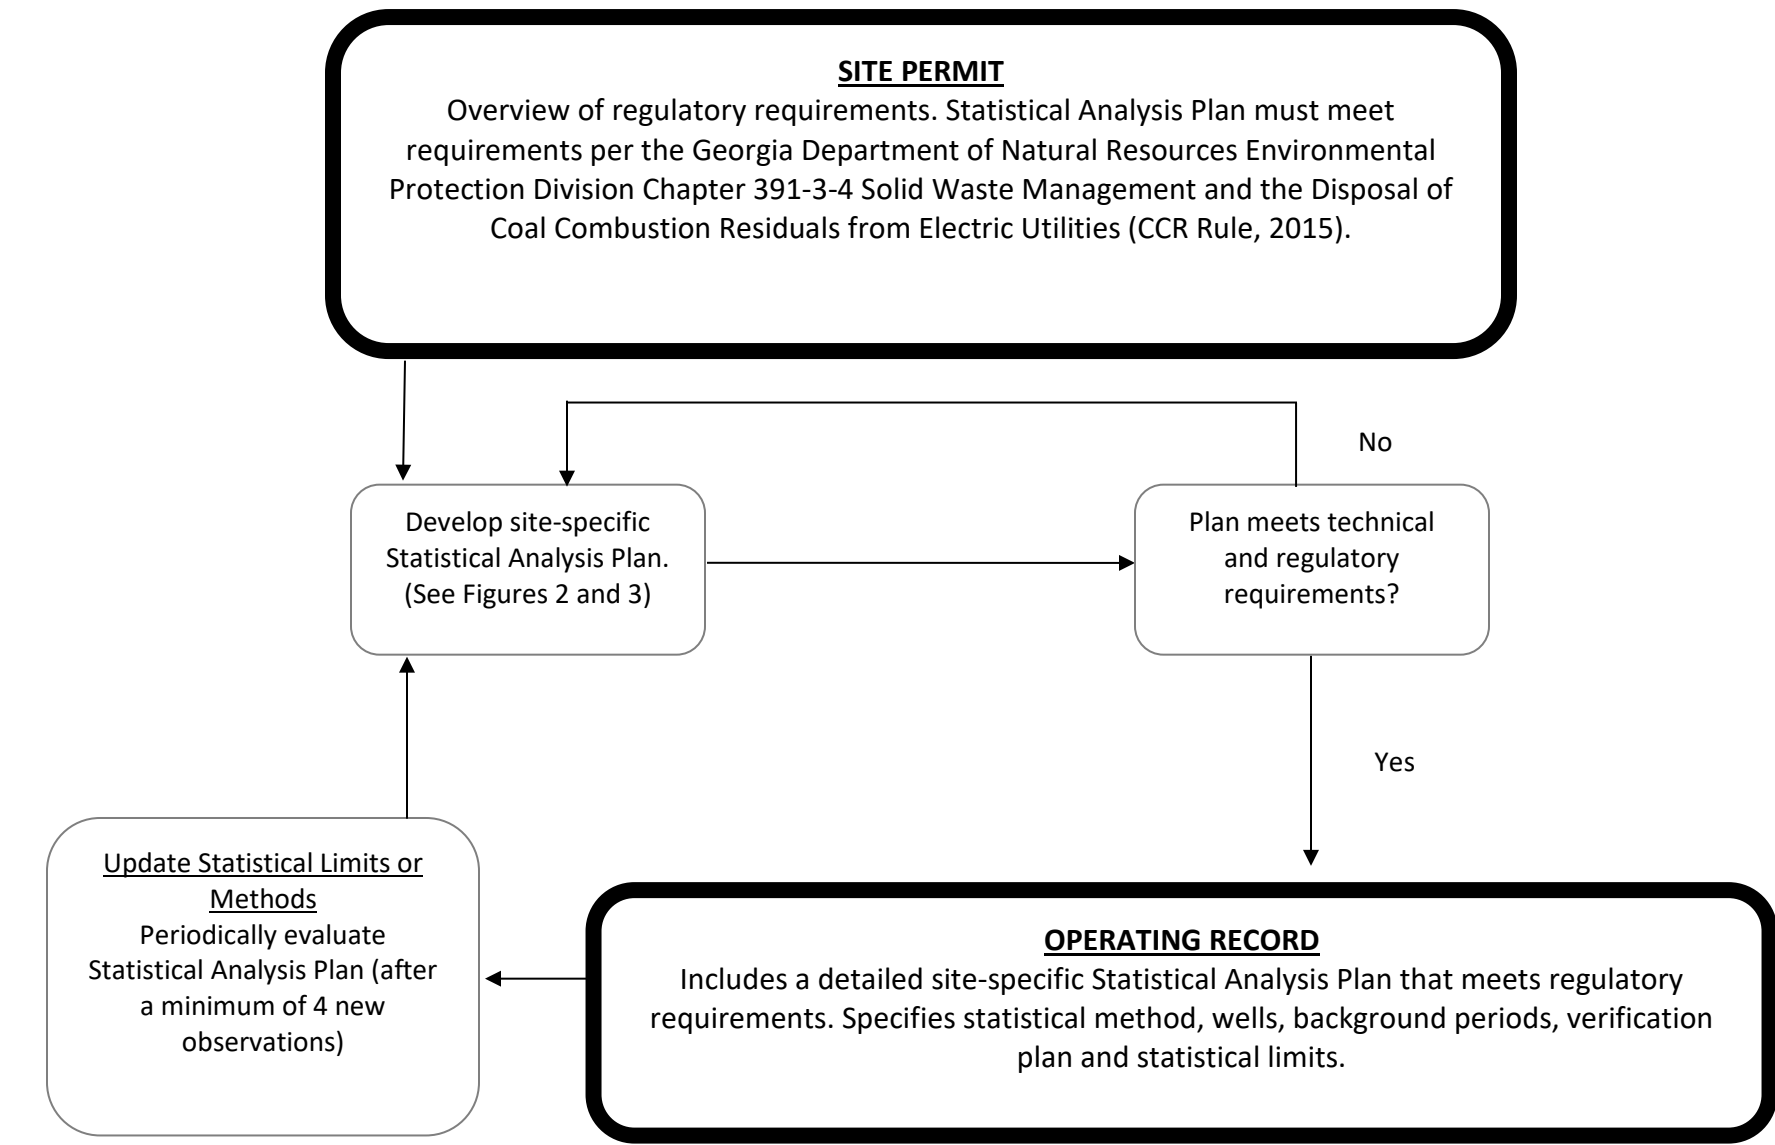 SITE PERMIT
Overview of regulatory requirements. Statistical Analysis Plan must meet
requirements per the Georgia Department of Natural Resources Environmental
Protection Division Chapter 391-3-4 Solid Waste Management and the Disposal of
Coal Combustion Residuals from Electric Utilities (CCR Rule, 2015).
No
Develop site-specific
Statistical Analysis Plan.
(See Figures 2 and 3)
Plan meets technical
and regulatory
requirements?
Yes
Update Statistical Limits or
Methods
Periodically evaluate
Statistical Analysis Plan (after
a minimum of 4 new
observations)
OPERATING RECORD
Includes a detailed site-specific Statistical Analysis Plan that meets regulatory
requirements. Specifies statistical method, wells, background periods, verification
plan and statistical limits.